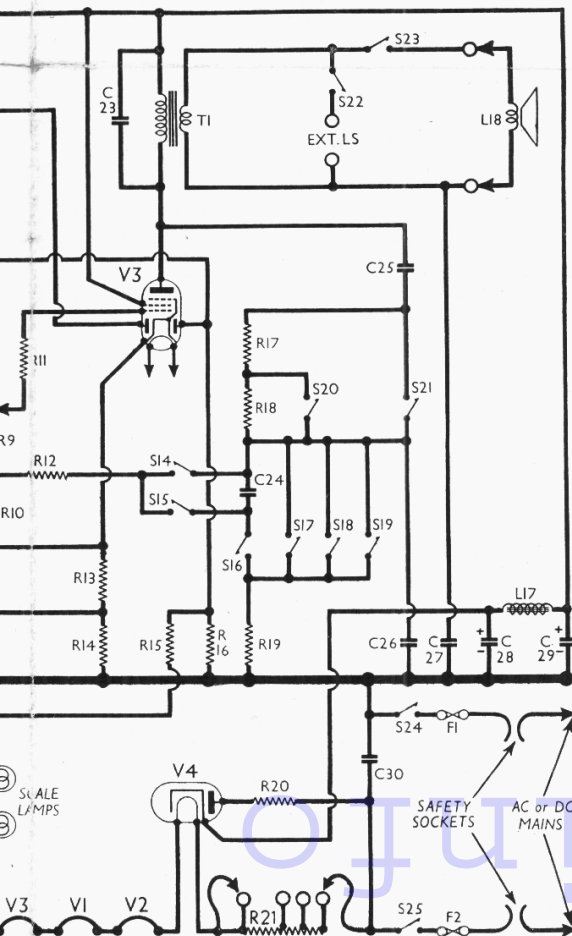 S23
C
23
T1
S22
EXT. LS
L18
C25
V3
R17
R11
S20
S21
R18
R9
R12
S14
C24
S15
S17
S18
S19
R10
S16
R13
L17
R14
R15
R
16
R19
C26
C
27
+
-
C
28
+
-
C
29
S24
F1
C30
V4
SCALE
LAMPS
R20
SAFETY
SOCKETS
AC or DC
MAINS
ojun
V3
V1
V2
R21
S25
F2